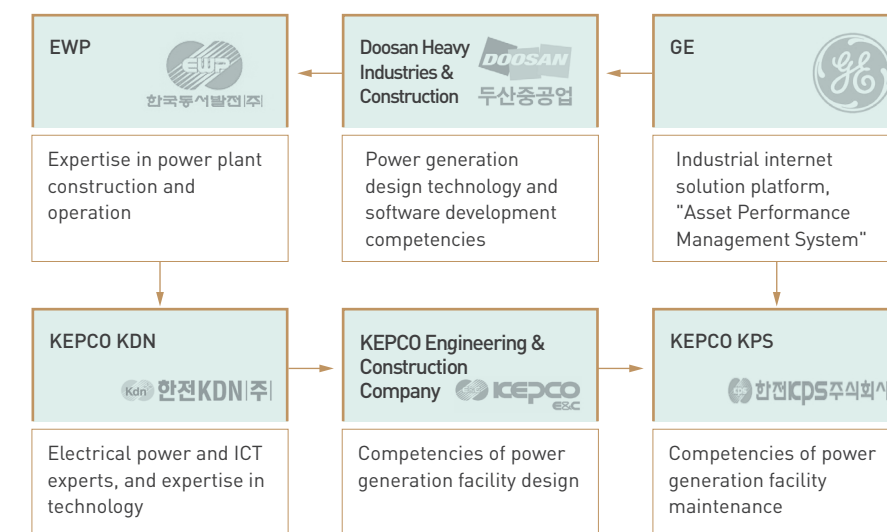 EWP
EWP
한국동서발전|주|
Doosan Heavy
Industries &
Construction
DOOSAN
두산중공업
GE
GE
Expertise in power plant
construction and
operation
Power generation
design technology and
software development
competencies
Industrial internet
solution platform,
"Asset Performance
Management System"
KEPCO KDN
Kdn 한전KDN|주|
KEPCO Engineering &
Construction
Company
KEPCO
E&C
KEPCO KPS
KPS 한전KPS주식회사
Electrical power and ICT
experts, and expertise in
technology
Competencies of power
generation facility design
Competencies of power
generation facility
maintenance